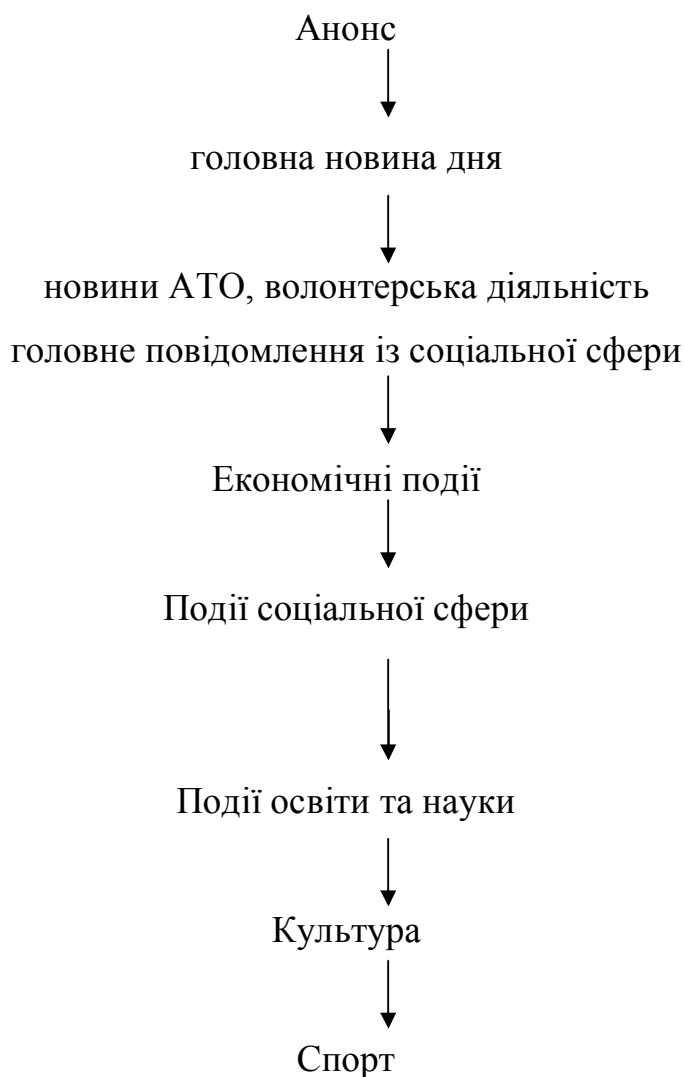 Анонс
головна новина дня
новини АТО, волонтерська діяльність
головне повідомлення із соціальної сфери
Економічні події
Події соціальної сфери
Події освіти та науки
Культура
Спорт